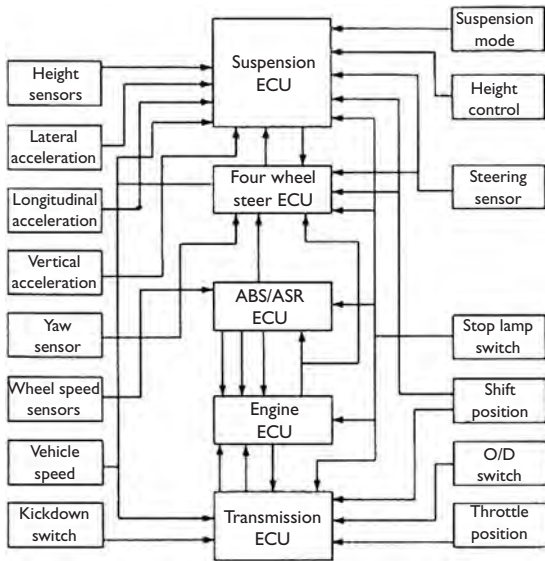 Suspension
mode
Height
sensors
Suspension
ECU
Height
control
Lateral
acceleration
Four wheel
steer ECU
Steering
sensor
Longitudinal
acceleration
Vertical
acceleration
ABS/ASR
ECU
Yaw
sensor
Stop lamp
switch
Wheel speed
sensors
Engine
ECU
Shift
position
Vehicle
speed
O/D
switch
Kickdown
switch
Transmission
ECU
Throttle
position